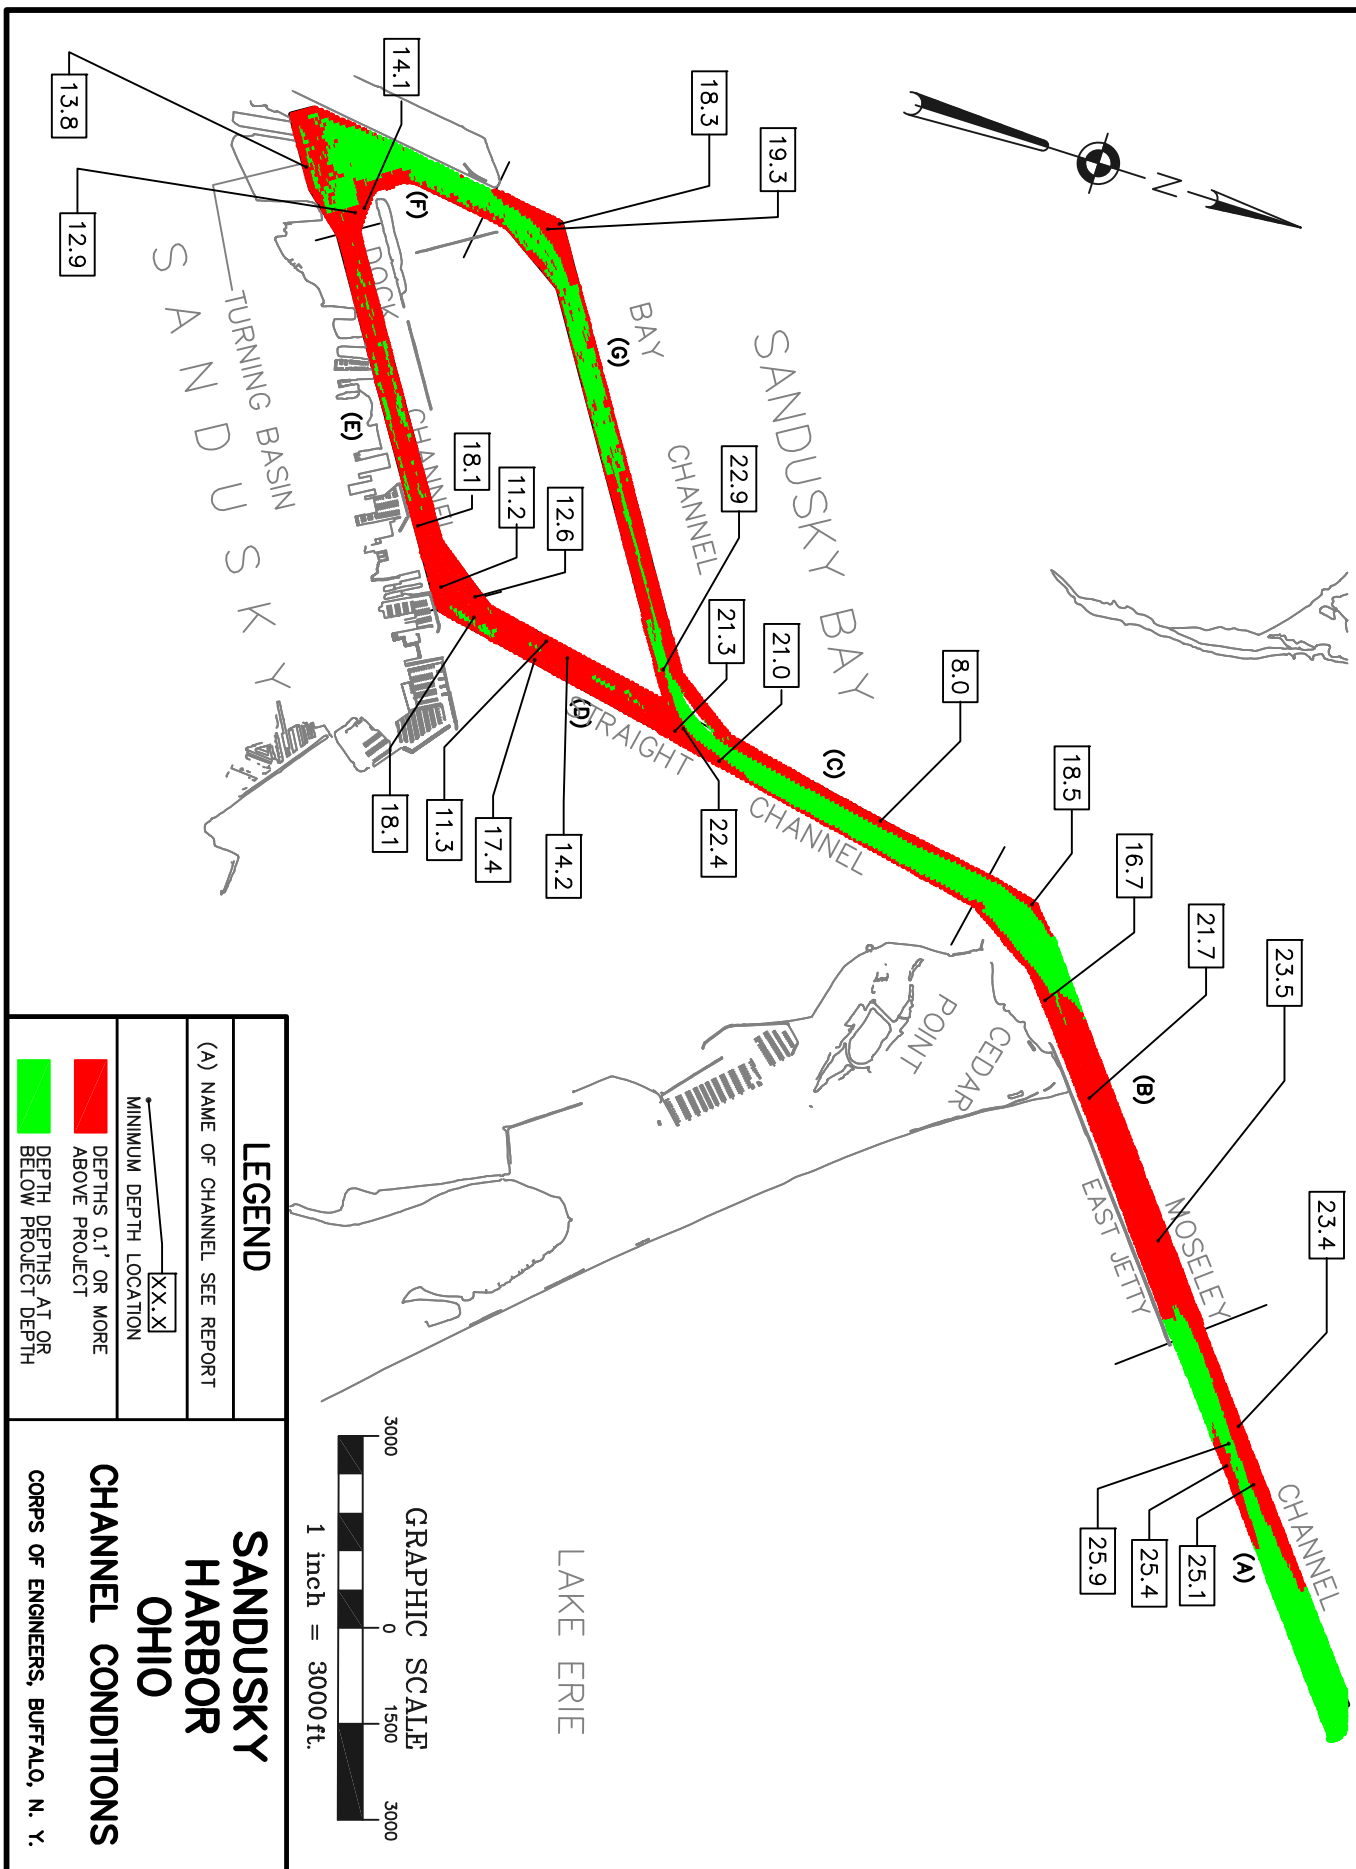 13.8
12.9
14.1
18.3
19.3
N
SANDUSKY
TURNING BASIN
DOCK
CHANNEL
(F)
(E)
(G)
BAY
CHANNEL
SANDUSKY BAY
18.1
11.2
12.6
22.9
21.3
21.0
8.0
18.5
16.7
21.7
23.5
23.4
18.1
11.3
17.4
14.2
22.4
(D)
STRAIGHT
CHANNEL
(C)
CEDAR
POINT
(B)
EAST JETTY
MOSELEY
CHANNEL
(A)
25.9
25.4
25.1
LAKE ERIE
GRAPHIC SCALE
3000
0
1500
3000
1 inch = 3000ft.
LEGEND
(A) NAME OF CHANNEL SEE REPORT
XX.X
MINIMUM DEPTH LOCATION
DEPTHS 0.1' OR MORE
ABOVE PROJECT
DEPTH DEPTHS AT OR
BELOW PROJECT DEPTH
SANDUSKY
HARBOR
OHIO
CHANNEL CONDITIONS
CORPS OF ENGINEERS, BUFFALO, N. Y.